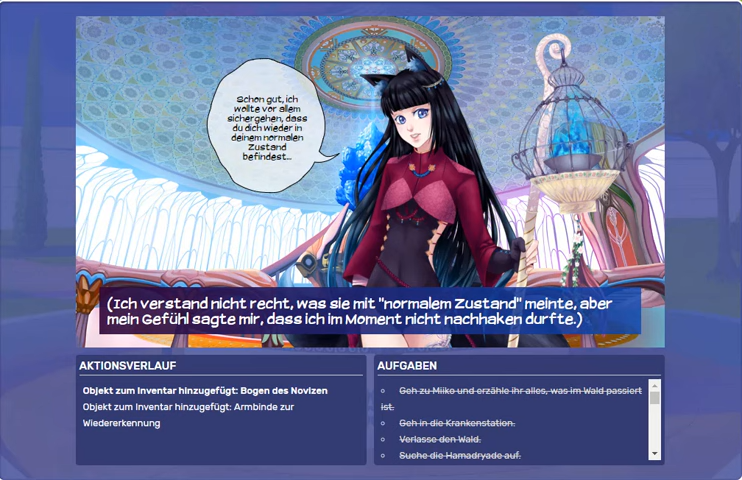 Schon gut, ich
wollte vor allem
sichergehen, dass
du dich wieder in
deinem normalen
Zustand
befindest...
(Ich verstand nicht recht, was sie mit "normalem Zustand" meinte, aber
mein Gefühl sagte mir, dass ich im Moment nicht nachhaken durfte.)
AKTIONSVERLAUF
Objekt zum Inventar hinzugefügt: Bogen des Novizen
Objekt zum Inventar hinzugefügt: Armbinde zur
Wiedererkennung
AUFGABEN
Geh zu Miiko und erzähle ihr alles, was im Wald passiert
ist.
Geh in die Krankenstation.
Verlasse den Wald.
Suche die Hamadryade auf.